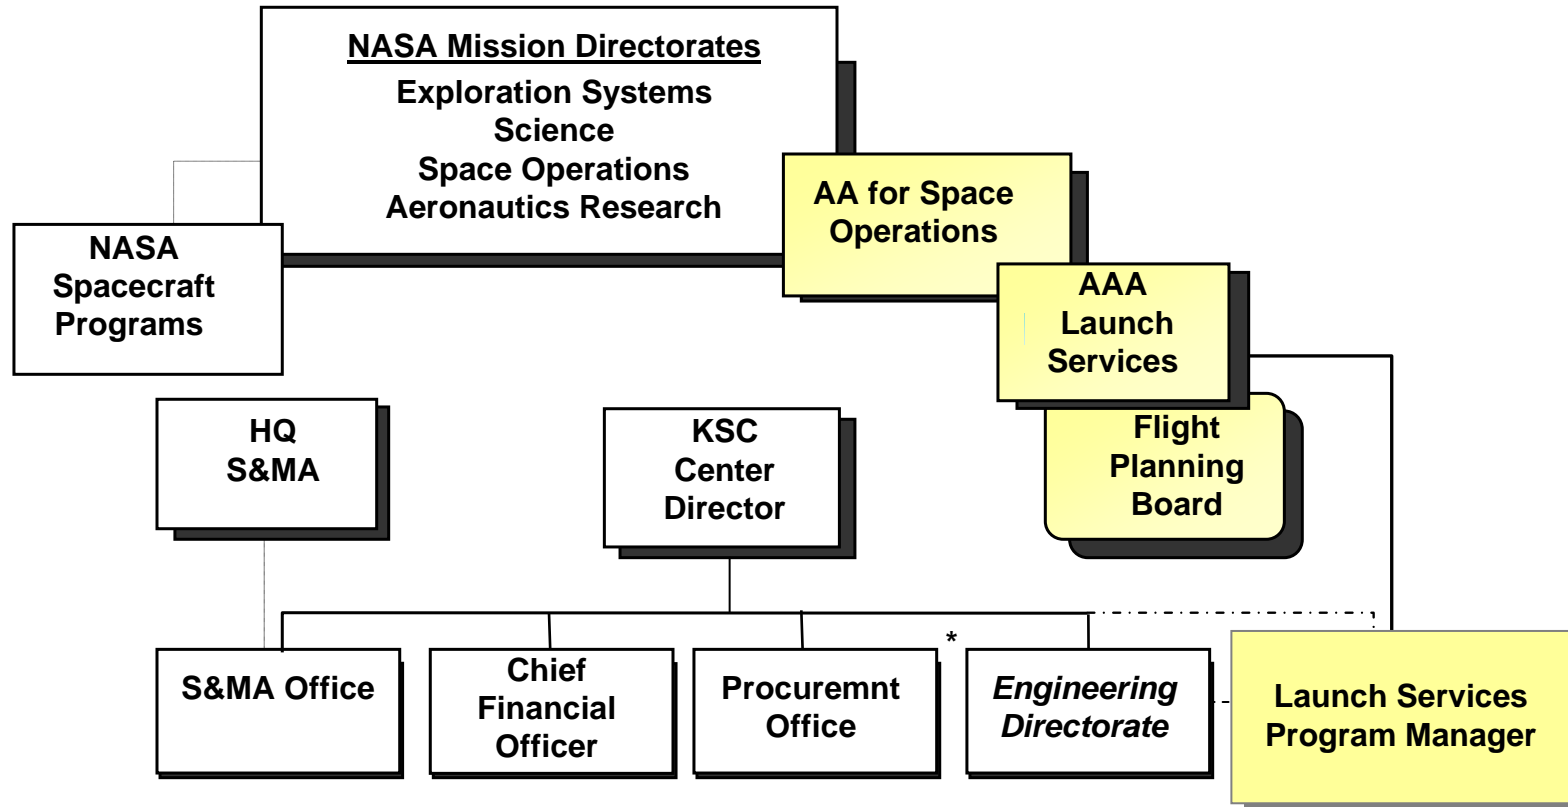 NASA Mission Directorates
Exploration Systems
Science
Space Operations
Aeronautics Research
AA for Space
Operations
NASA
Spacecraft
Programs
AAA
Launch
Services
HQ
S&MA
KSC
Center
Director
Flight
Planning
Board
S&MA Office
Chief
Financial
Officer
Procuremnt
Office
*
Engineering
Directorate
Launch Services
Program Manager